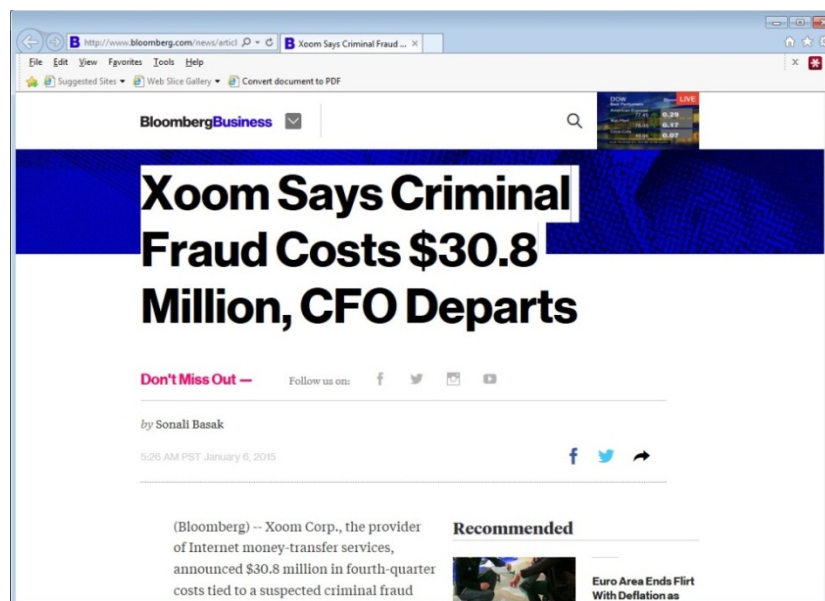 http://www.bloomberg.com/news/articl
Xoom Says Criminal Fraud ...
File Edit View Favorites Tools Help
Suggested Sites Web Slice Gallery Convert document to PDF
BloombergBusiness
DOW
LIVE
0.29
0.17
0.07
Xoom Says Criminal
Fraud Costs $30.8
Million, CFO Departs
Don't Miss Out —
Follow us on:
by Sonali Basak
5:26 AM PST January 6, 2015
(Bloomberg) -- Xoom Corp., the provider
of Internet money-transfer services,
announced $30.8 million in fourth-quarter
costs tied to a suspected criminal fraud
Recommended
Euro Area Ends Flirt
With Deflation as